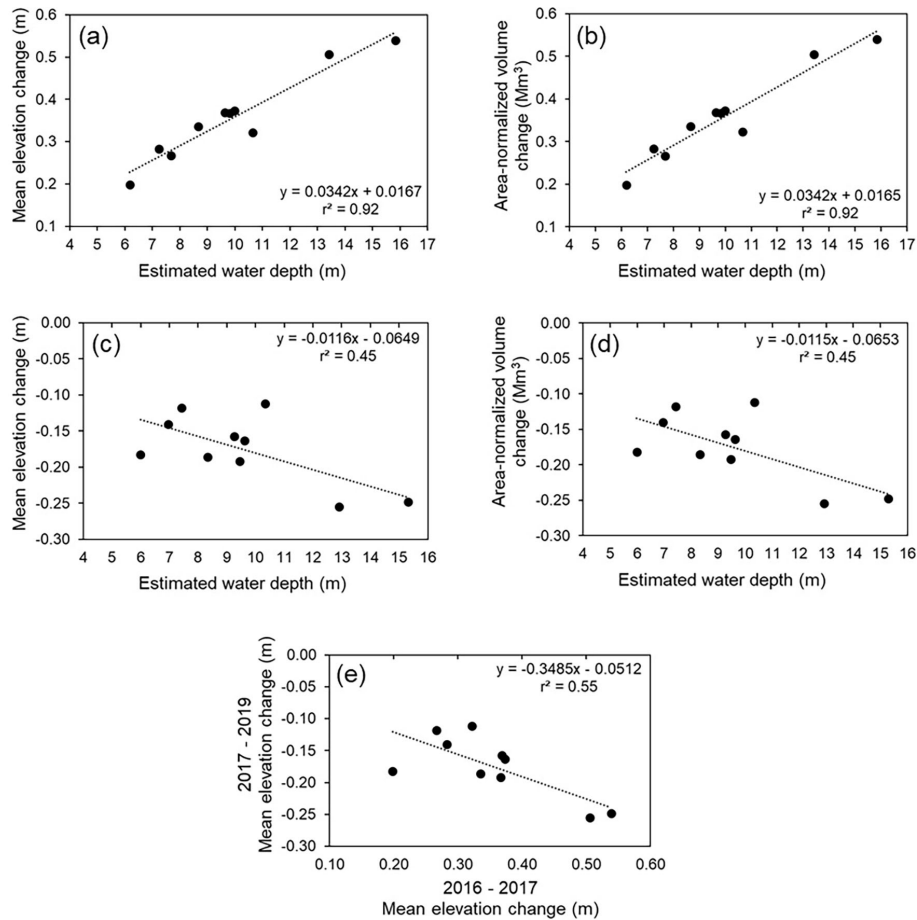 (a)
Mean elevation change (m)
0.6
0.5
0.4
0.3
0.2
0.1
y = 0.0342x + 0.0167
r² = 0.92
4 5 6 7 8 9 10 11 12 13 14 15 16 17
Estimated water depth (m)
(b)
Area-normalized volume
change (Mm³)
0.6
0.5
0.4
0.3
0.2
0.1
y = 0.0342x + 0.0165
r² = 0.92
4 5 6 7 8 9 10 11 12 13 14 15 16 17
Estimated water depth (m)
(c)
Mean elevation change (m)
0.00
-0.05
-0.10
-0.15
-0.20
-0.25
-0.30
y = -0.0116x - 0.0649
r² = 0.45
4 5 6 7 8 9 10 11 12 13 14 15 16
Estimated water depth (m)
(d)
Area-normalized volume
change (Mm³)
0.00
-0.05
-0.10
-0.15
-0.20
-0.25
-0.30
y = -0.0115x - 0.0653
r² = 0.45
4 5 6 7 8 9 10 11 12 13 14 15 16
Estimated water depth (m)
(e)
2017 - 2019
Mean elevation change (m)
0.00
-0.05
-0.10
-0.15
-0.20
-0.25
-0.30
y = -0.3485x - 0.0512
r² = 0.55
0.10 0.20 0.30 0.40 0.50 0.60
2016 - 2017
Mean elevation change (m)